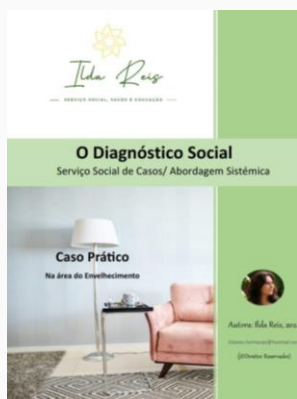 Ilda Reis
SERVIÇO SOCIAL, SAÚDE E EDUCAÇÃO
O Diagnóstico Social
Serviço Social de Casos/ Abordagem Sistémica
Caso Prático
Na área do Envelhecimento
Autora: Ilda Reis,
(©Direitos Reservados)